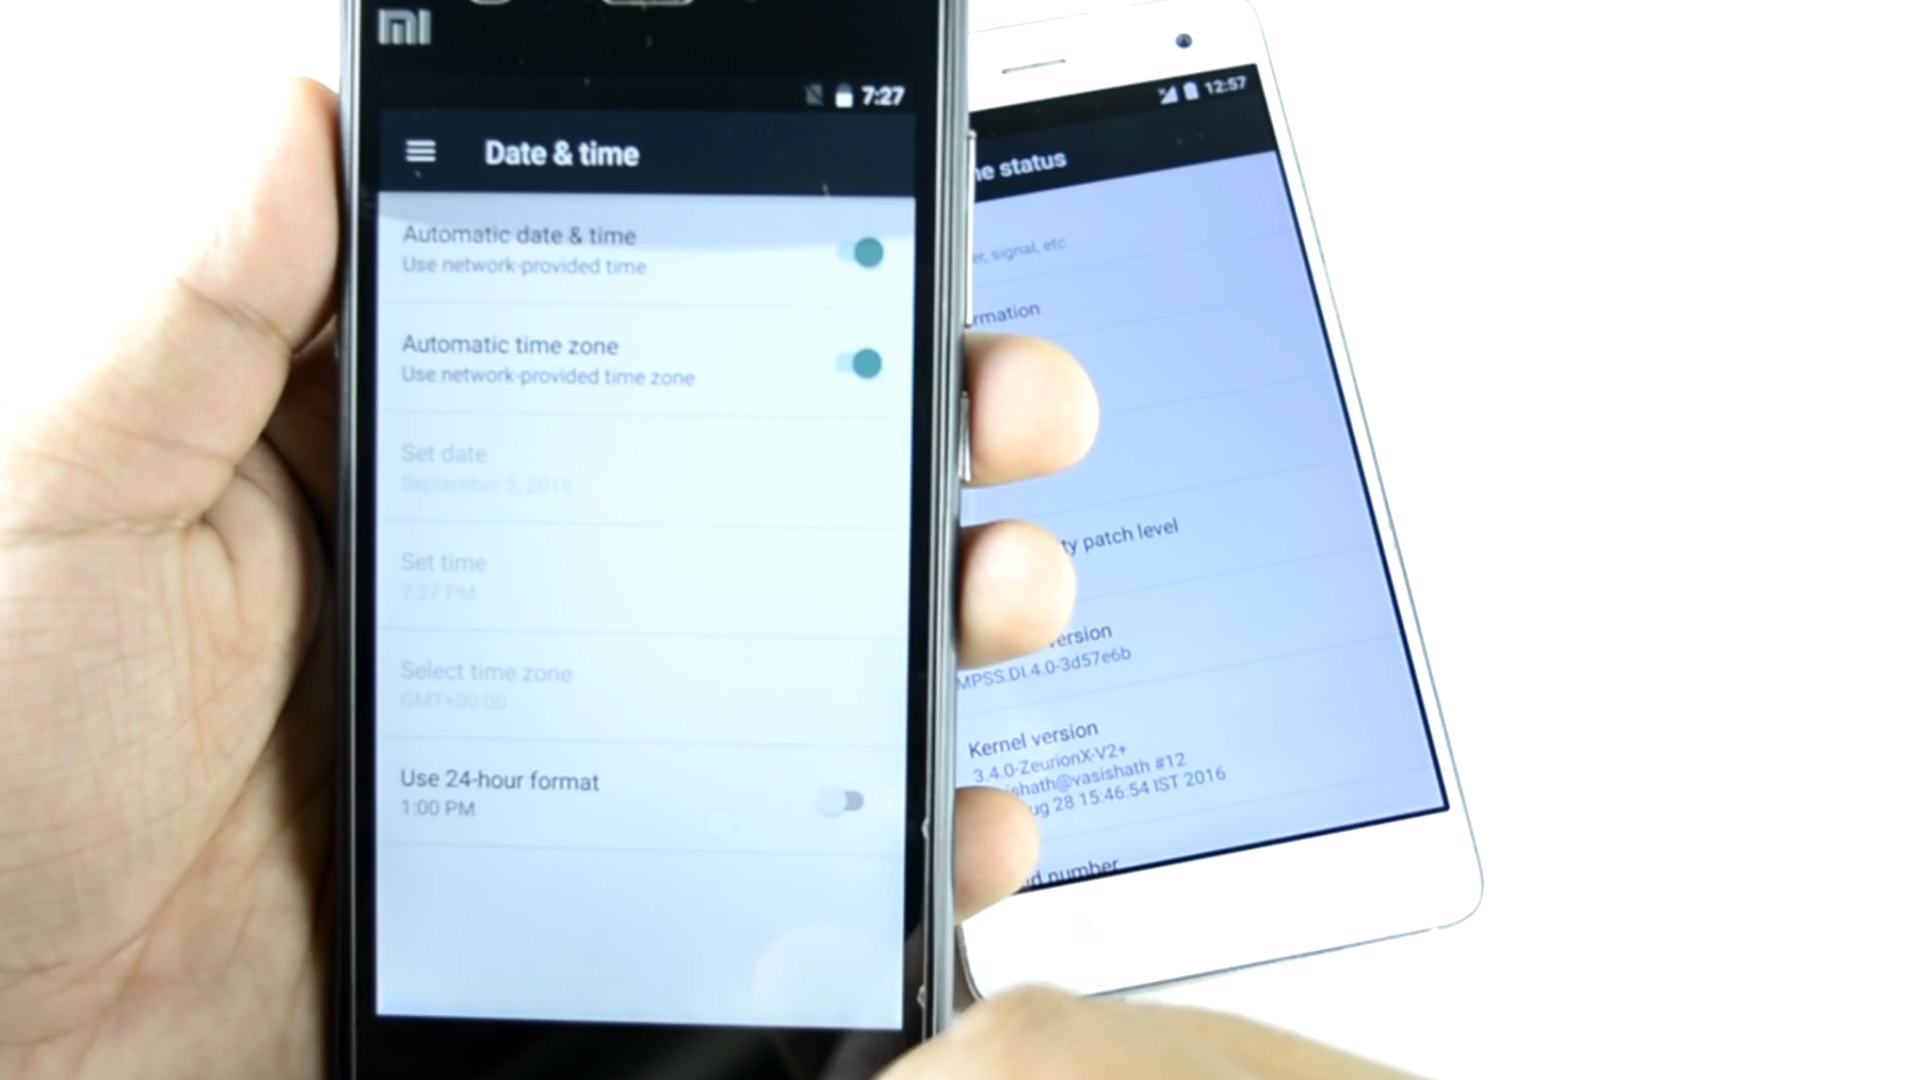 mi
7:27
Date & time
Automatic date & time
Use network-provided time
Automatic time zone
Use network-provided time zone
Set date
September 5, 2016
Set time
7:27 PM
Select time zone
GMT+00:00
Use 24-hour format
1:00 PM
12:57
ne status
er, signal, etc.
rmation
ty patch level
version
MPSS.DI.4.0-3d57e6b
Kernel version
3.4.0-ZeurionX-V2+
ishath@vasishath #12
ug 28 15:46:54 IST 2016
d number